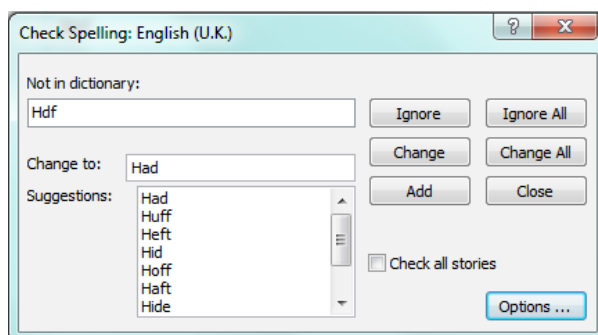 Check Spelling: English (U.K.)
Not in dictionary:
Hdf
Ignore
Ignore All
Change to:
Had
Change
Change All
Suggestions:
Had
Huff
Heft
Hid
Hoff
Haft
Hide
Add
Close
Check all stories
Options ...